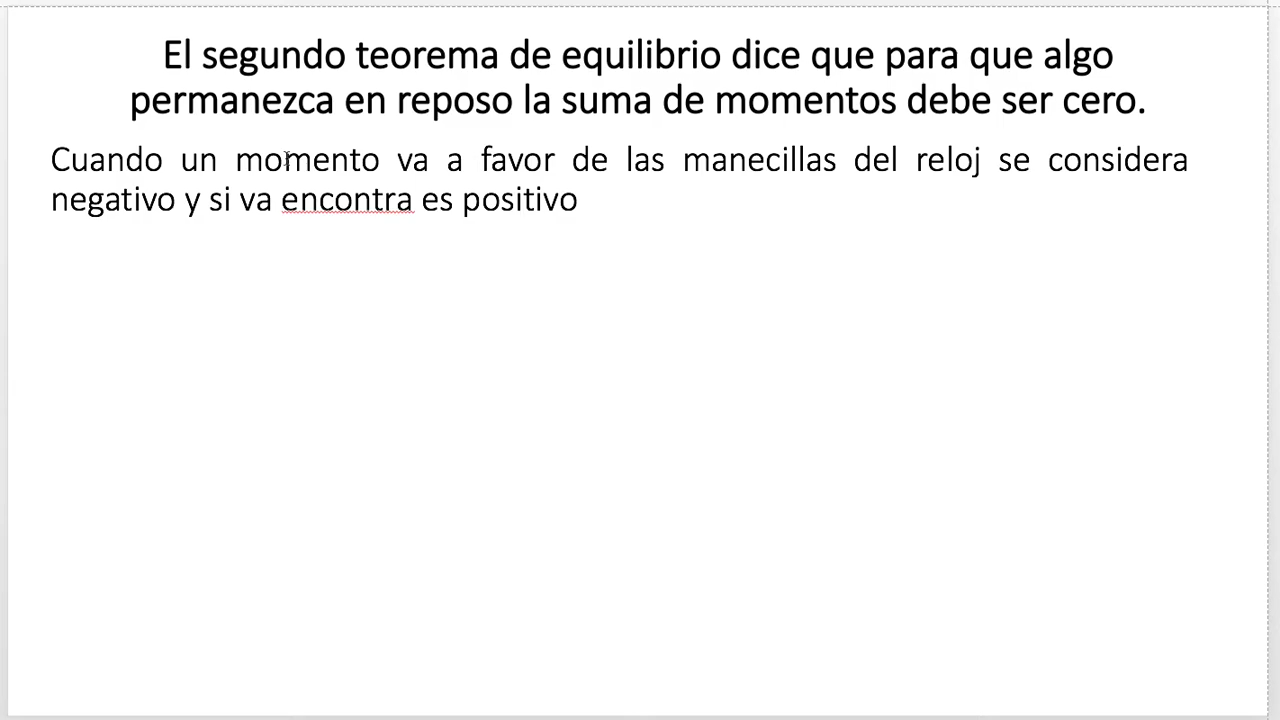 El segundo teorema de equilibrio dice que para que algo
permanezca en reposo la suma de momentos debe ser cero.
Cuando un momento va a favor de las manecillas del reloj se considera
negativo y si va encontra es positivo